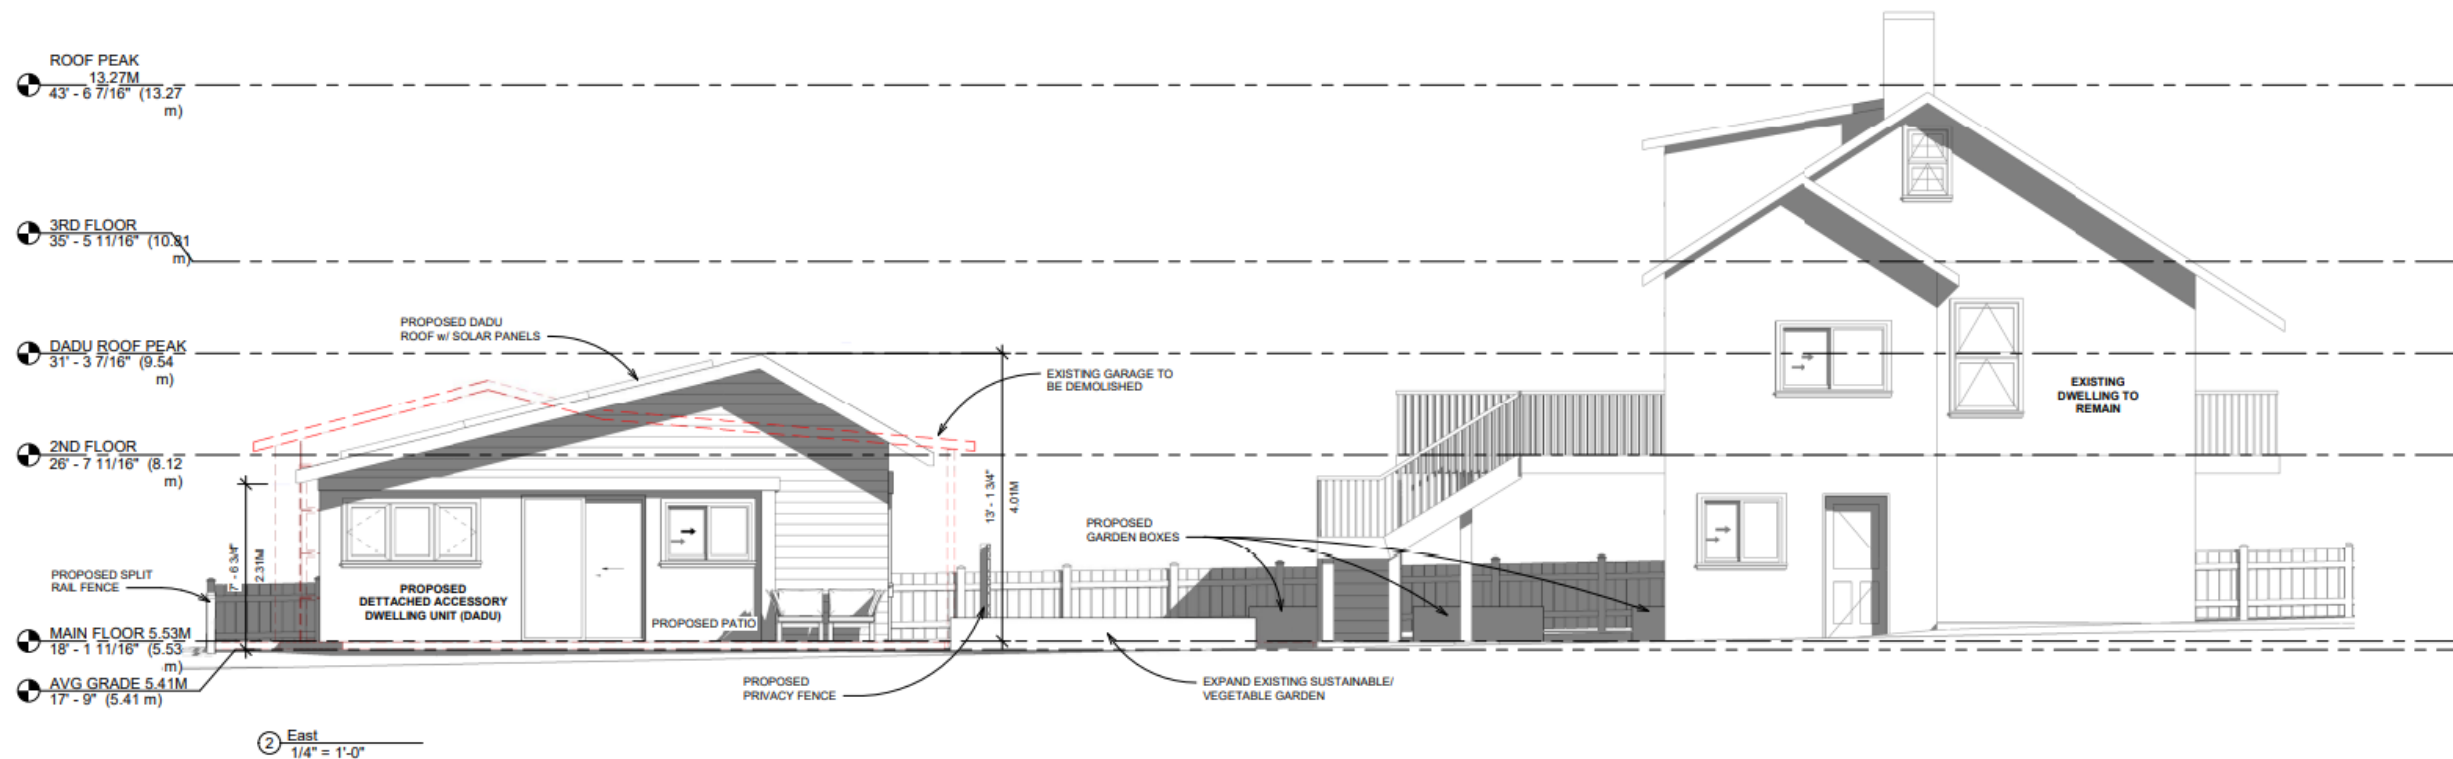 ROOF PEAK
13.27M
43' - 6 7/16" (13.27
m)
3RD FLOOR
35' - 5 11/16" (10.81
m)
DADU ROOF PEAK
31' - 3 7/16" (9.54
m)
2ND FLOOR
26' - 7 11/16" (8.12
m)
MAIN FLOOR 5.53M
18' - 1 11/16" (5.53
m)
AVG GRADE 5.41M
17' - 9" (5.41 m)
PROPOSED SPLIT
RAIL FENCE
7' - 6 3/4"
2.31M
PROPOSED DADU
ROOF w/ SOLAR PANELS
PROPOSED
DETTACHED ACCESSORY
DWELLING UNIT (DADU)
PROPOSED PATIO
EXISTING GARAGE TO
BE DEMOLISHED
13' - 1 3/4"
4.01M
PROPOSED
PRIVACY FENCE
PROPOSED
GARDEN BOXES
EXPAND EXISTING SUSTAINABLE/
VEGETABLE GARDEN
EXISTING
DWELLING TO
REMAIN
2 East
1/4" = 1'-0"